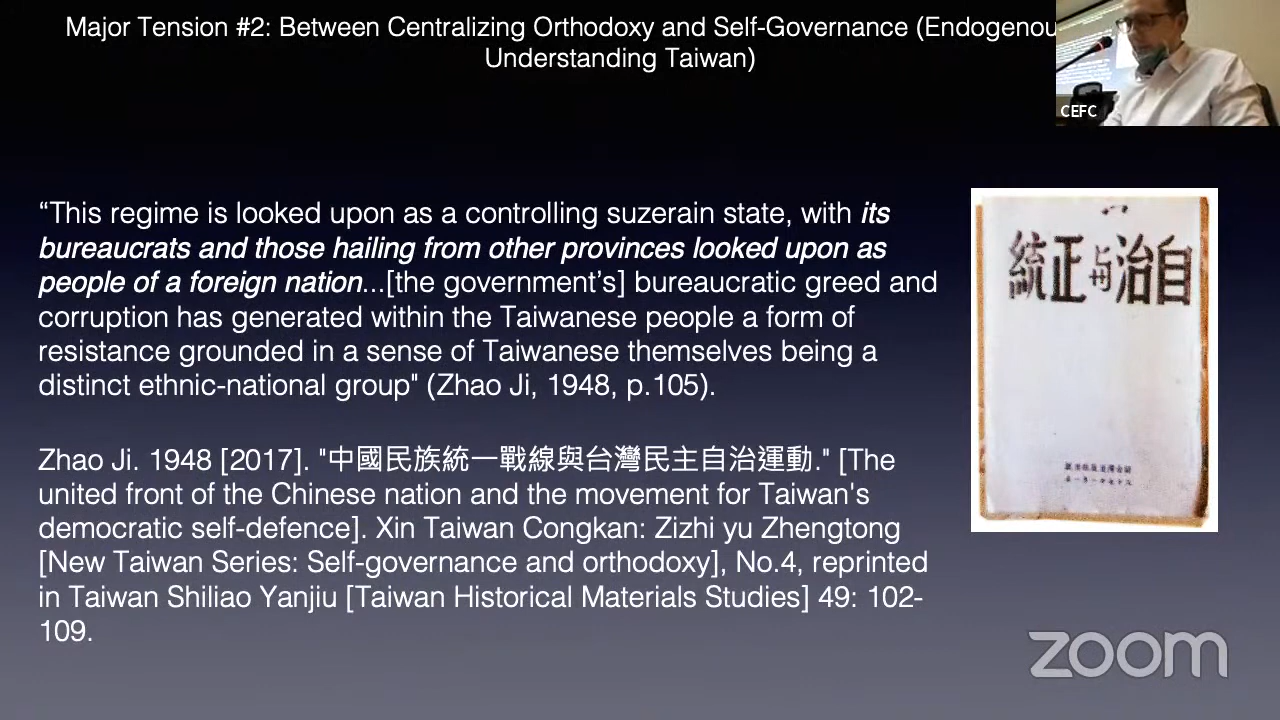 Major Tension #2: Between Centralizing Orthodoxy and Self-Governance (Endogenou
Understanding Taiwan)
CEFC
“This regime is looked upon as a controlling suzerain state, with its
bureaucrats and those hailing from other provinces looked upon as
people of a foreign nation...[the government’s] bureaucratic greed and
corruption has generated within the Taiwanese people a form of
resistance grounded in a sense of Taiwanese themselves being a
distinct ethnic-national group" (Zhao Ji, 1948, p.105).
Zhao Ji. 1948 [2017]. "中國民族統一戰線與台灣民主自治運動." [The
united front of the Chinese nation and the movement for Taiwan's
democratic self-defence]. Xin Taiwan Congkan: Zizhi yu Zhengtong
[New Taiwan Series: Self-governance and orthodoxy], No.4, reprinted
in Taiwan Shiliao Yanjiu [Taiwan Historical Materials Studies] 49: 102-
109.
統正與治自
zoom